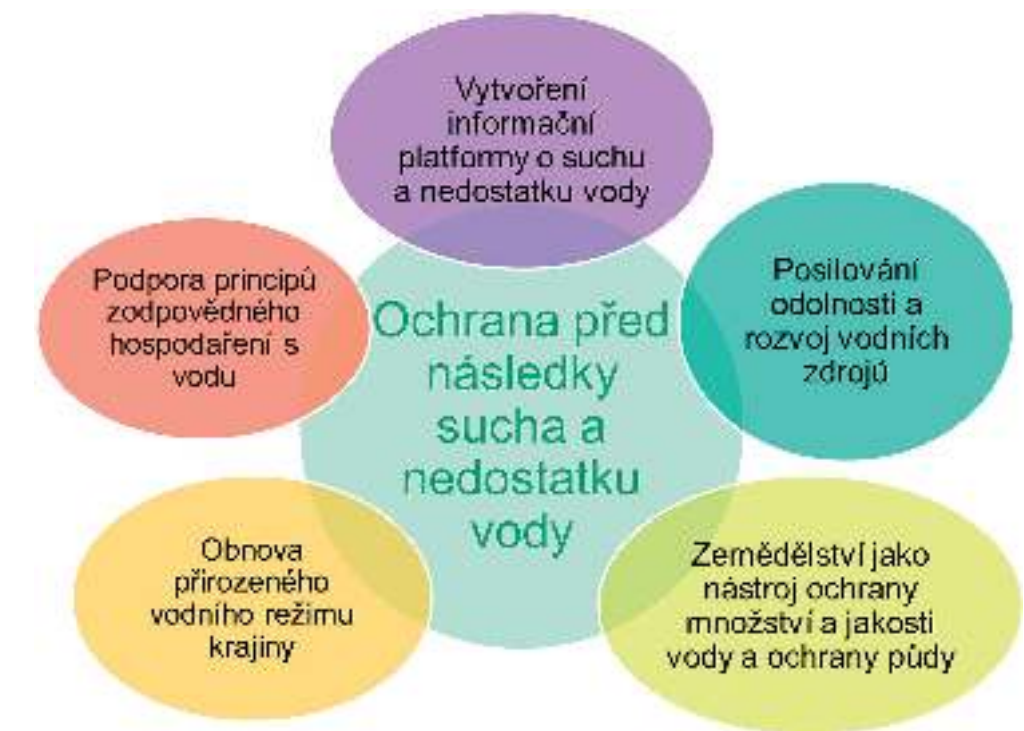 Vytvoření
informační
platformy o suchu
a nedostatku vody
Posilování
odolnosti a
rozvoj vodních
zdrojů
Zemědělství jako
nástroj ochrany
množství a jakosti
vody a ochrany půdy
Obnova
přirozeného
vodního režimu
krajiny
Podpora principů
zodpovědného
hospodaření s
vodu
Ochrana před
následky
sucha a
nedostatku
vody